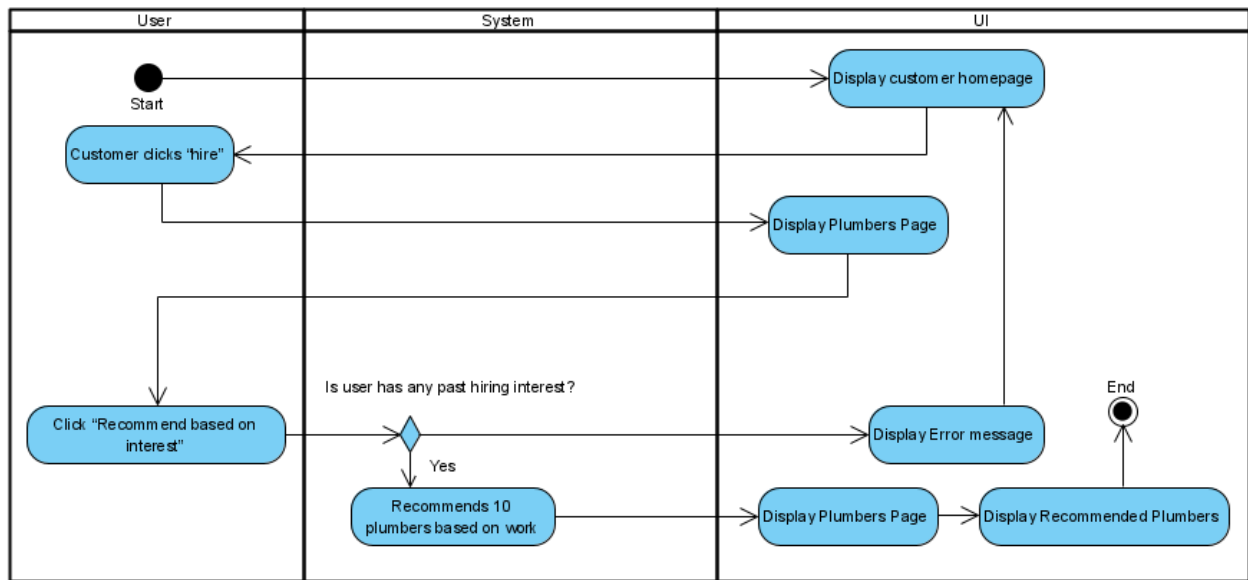 User
System
UI
Start
Display customer homepage
Customer clicks “hire”
Display Plumbers Page
Is user has any past hiring interest?
End
Click “Recommend based on
interest”
Display Error message
Yes
Recommends 10
plumbers based on work
Display Plumbers Page
Display Recommended Plumbers